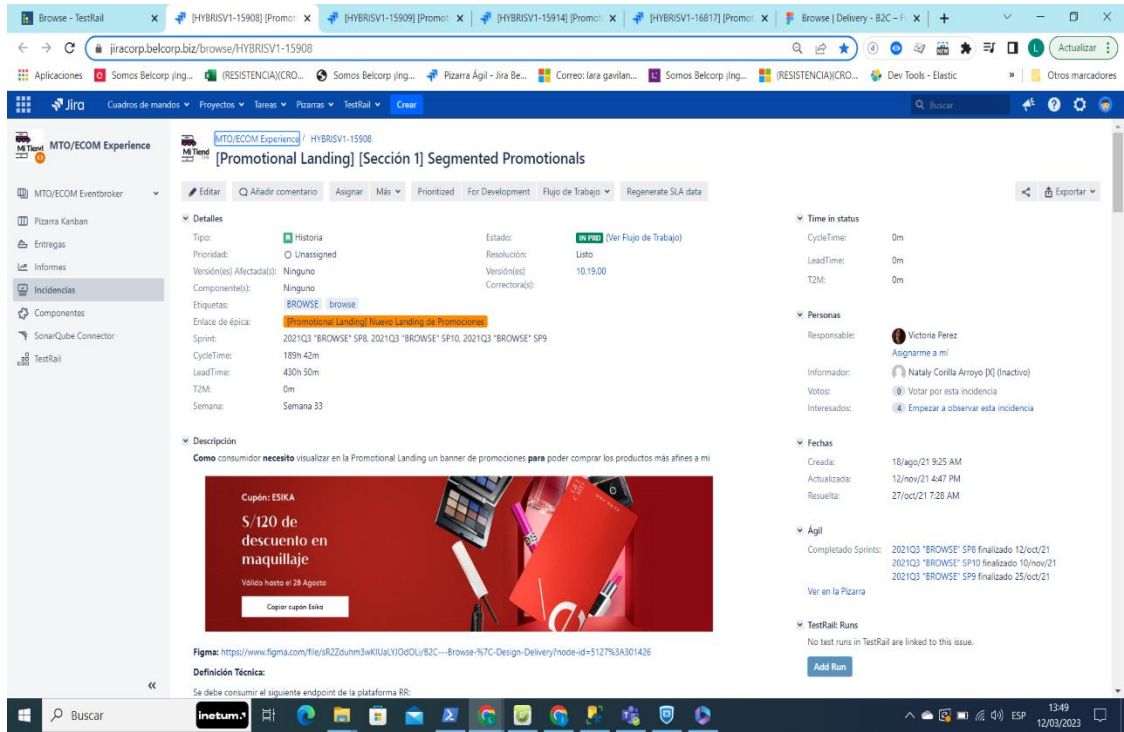 Browse - TestRail
[HYBRISV1-15908] [Promoti
[HYBRISV1-15909] [Promoti
[HYBRISV1-15914] [Promoti
[HYBRISV1-16817] [Promot
Browse | Delivery - B2C – Fi
jiracorp.belcorp.biz/browse/HYBRISV1-15908
Actualizar
Aplicaciones
Somos Belcorp ¡Ing...
(RESISTENCIA)(CRO...
Somos Belcorp ¡Ing...
Pizarra Ágil - Jira Be...
Correo: lara gavilan...
Somos Belcorp ¡Ing...
(RESISTENCIA)(CRO...
Dev Tools - Elastic
»
Otros marcadores
Jira
Cuadros de mandos
Proyectos
Tareas
Pizarras
TestRail
Crear
Buscar
Mi Tiend
MTO/ECOM Experience
MTO/ECOM Eventbroker
Pizarra Kanban
Entregas
Informes
Incidencias
Componentes
SonarQube Connector
TestRail
Mi Tiend
MTO/ECOM Experience / HYBRISV1-15908
[Promotional Landing] [Sección 1] Segmented Promotionals
Editar
Añadir comentario
Asignar
Más
Prioritized
For Development
Flujo de Trabajo
Regenerate SLA data
Exportar
Detalles
Tipo: Historia
Estado: IN PRD (Ver Flujo de Trabajo)
Prioridad: Unassigned
Resolución: Listo
Versión(es) Afectada(s): Ninguno
Versión(es) Correctora(s): 10.19.00
Componente(s): Ninguno
Etiquetas: BROWSE browse
Enlace de épica: [Promotional Landing] Nuevo Landing de Promociones
Sprint: 2021Q3 "BROWSE" SP8, 2021Q3 "BROWSE" SP10, 2021Q3 "BROWSE" SP9
CycleTime: 189h 42m
LeadTime: 430h 50m
T2M: 0m
Semana: Semana 33
Descripción
Como consumidor necesito visualizar en la Promotional Landing un banner de promociones para poder comprar los productos más afines a mi
Cupón: ESIKA
S/120 de
descuento en
maquillaje
Válido hasta el 28 Agosto
Copiar cupón Esika
Figma: https://www.figma.com/file/sR2Zduhm3wKIUaLYJOdOLi/B2C---Browse-%7C-Design-Delivery?node-id=5127%3A301426
Definición Técnica:
Se debe consumir el siguiente endpoint de la plataforma RR:
Time in status
CycleTime: 0m
LeadTime: 0m
T2M: 0m
Personas
Responsable: Victoria Perez
Asignarme a mí
Informador: Nataly Corilla Arroyo [X] (Inactivo)
Votos: 0 Votar por esta incidencia
Interesados: 4 Empezar a observar esta incidencia
Fechas
Creada: 18/ago/21 9:25 AM
Actualizada: 12/nov/21 4:47 PM
Resuelta: 27/oct/21 7:28 AM
Ágil
Completado Sprints: 2021Q3 "BROWSE" SP8 finalizado 12/oct/21
2021Q3 "BROWSE" SP10 finalizado 10/nov/21
2021Q3 "BROWSE" SP9 finalizado 25/oct/21
Ver en la Pizarra
TestRail: Runs
No test runs in TestRail are linked to this issue.
Add Run
Buscar
inetum.
ESP
13:49
12/03/2023